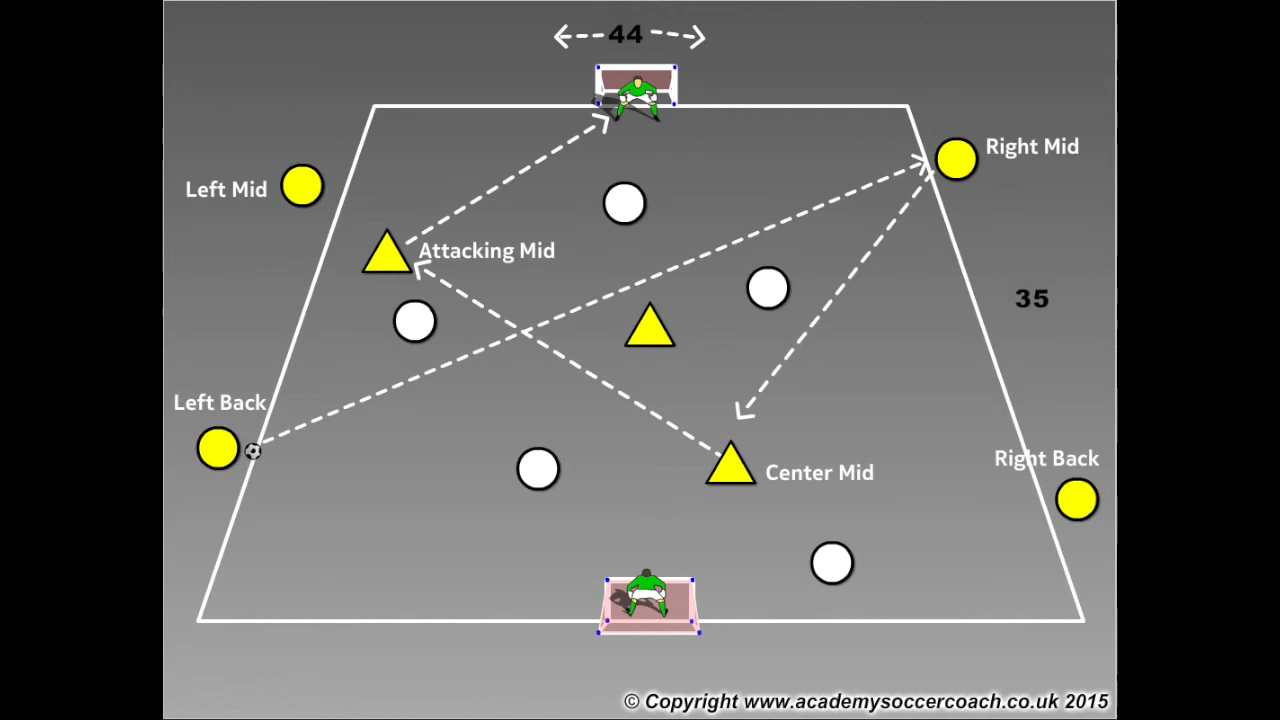 44
Right Mid
Left Mid
Attacking Mid
35
Left Back
Right Back
Center Mid
© Copyright www.academysoccercoach.co.uk 2015